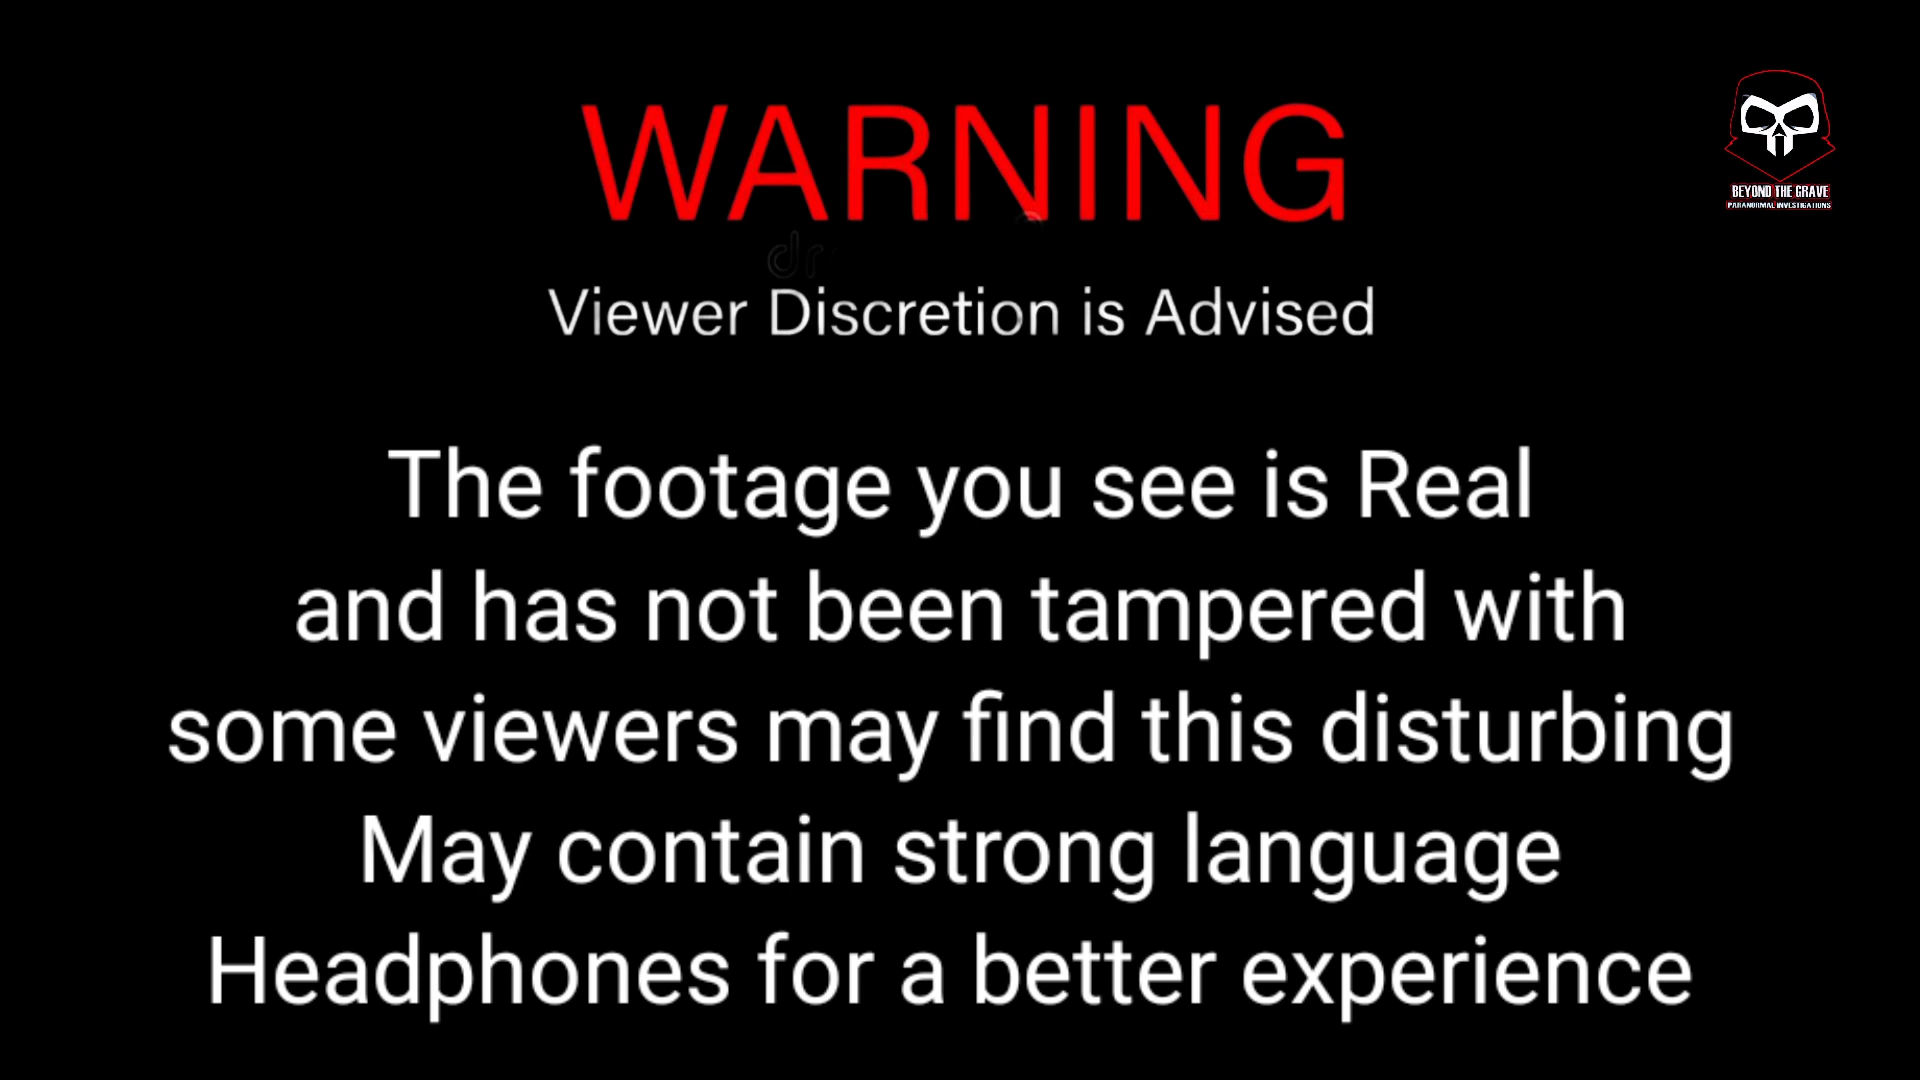 WARNING
Viewer Discretion is Advised
The footage you see is Real
and has not been tampered with
some viewers may find this disturbing
May contain strong language
Headphones for a better experience
BEYOND THE GRAVE
PARANORMAL INVESTIGATIONS